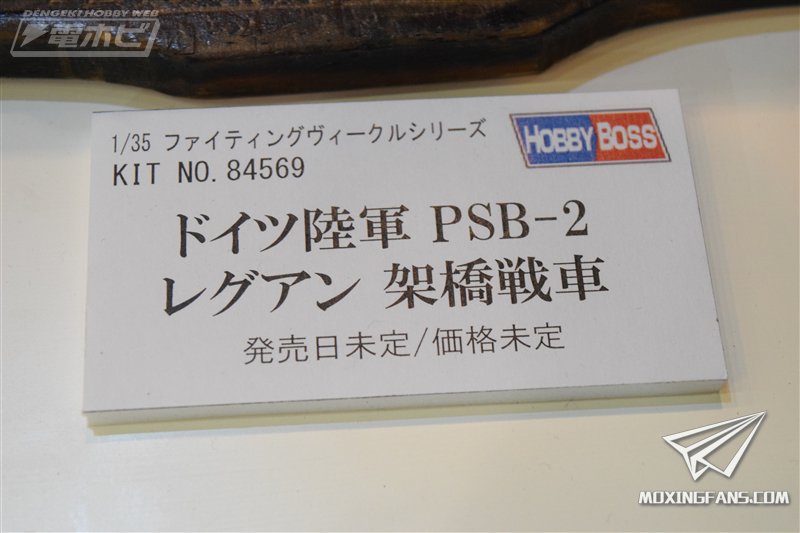 DENGEKI HOBBY WEB
電ホビ
1/35 ファイティングヴィークルシリーズ
HOBBY BOSS
KIT NO. 84569
ドイツ陸軍 PSB-2
レグアン 架橋戦車
発売日未定/価格未定
MOXINGFANS.COM